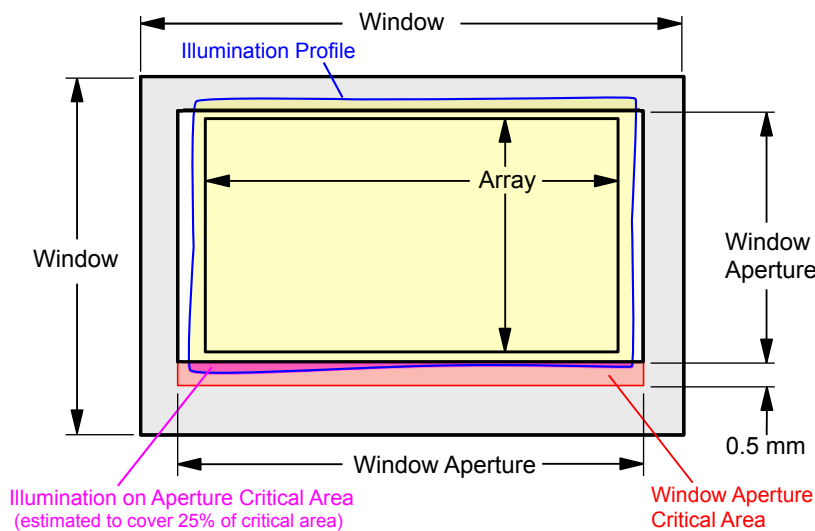 Window
Illumination Profile
Array
Window
Window
Aperture
0.5 mm
Window Aperture
Illumination on Aperture Critical Area
(estimated to cover 25% of critical area)
Window Aperture
Critical Area